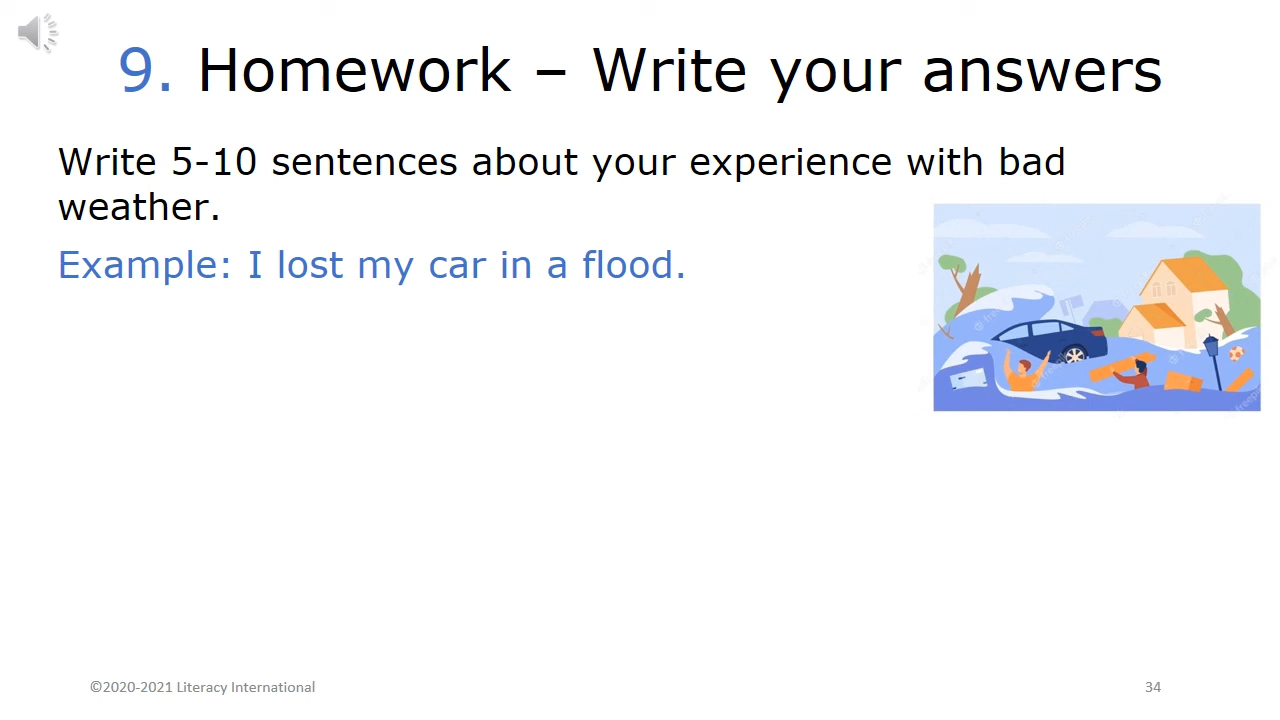 9. Homework – Write your answers
Write 5-10 sentences about your experience with bad
weather.
Example: I lost my car in a flood.
©2020-2021 Literacy International
34